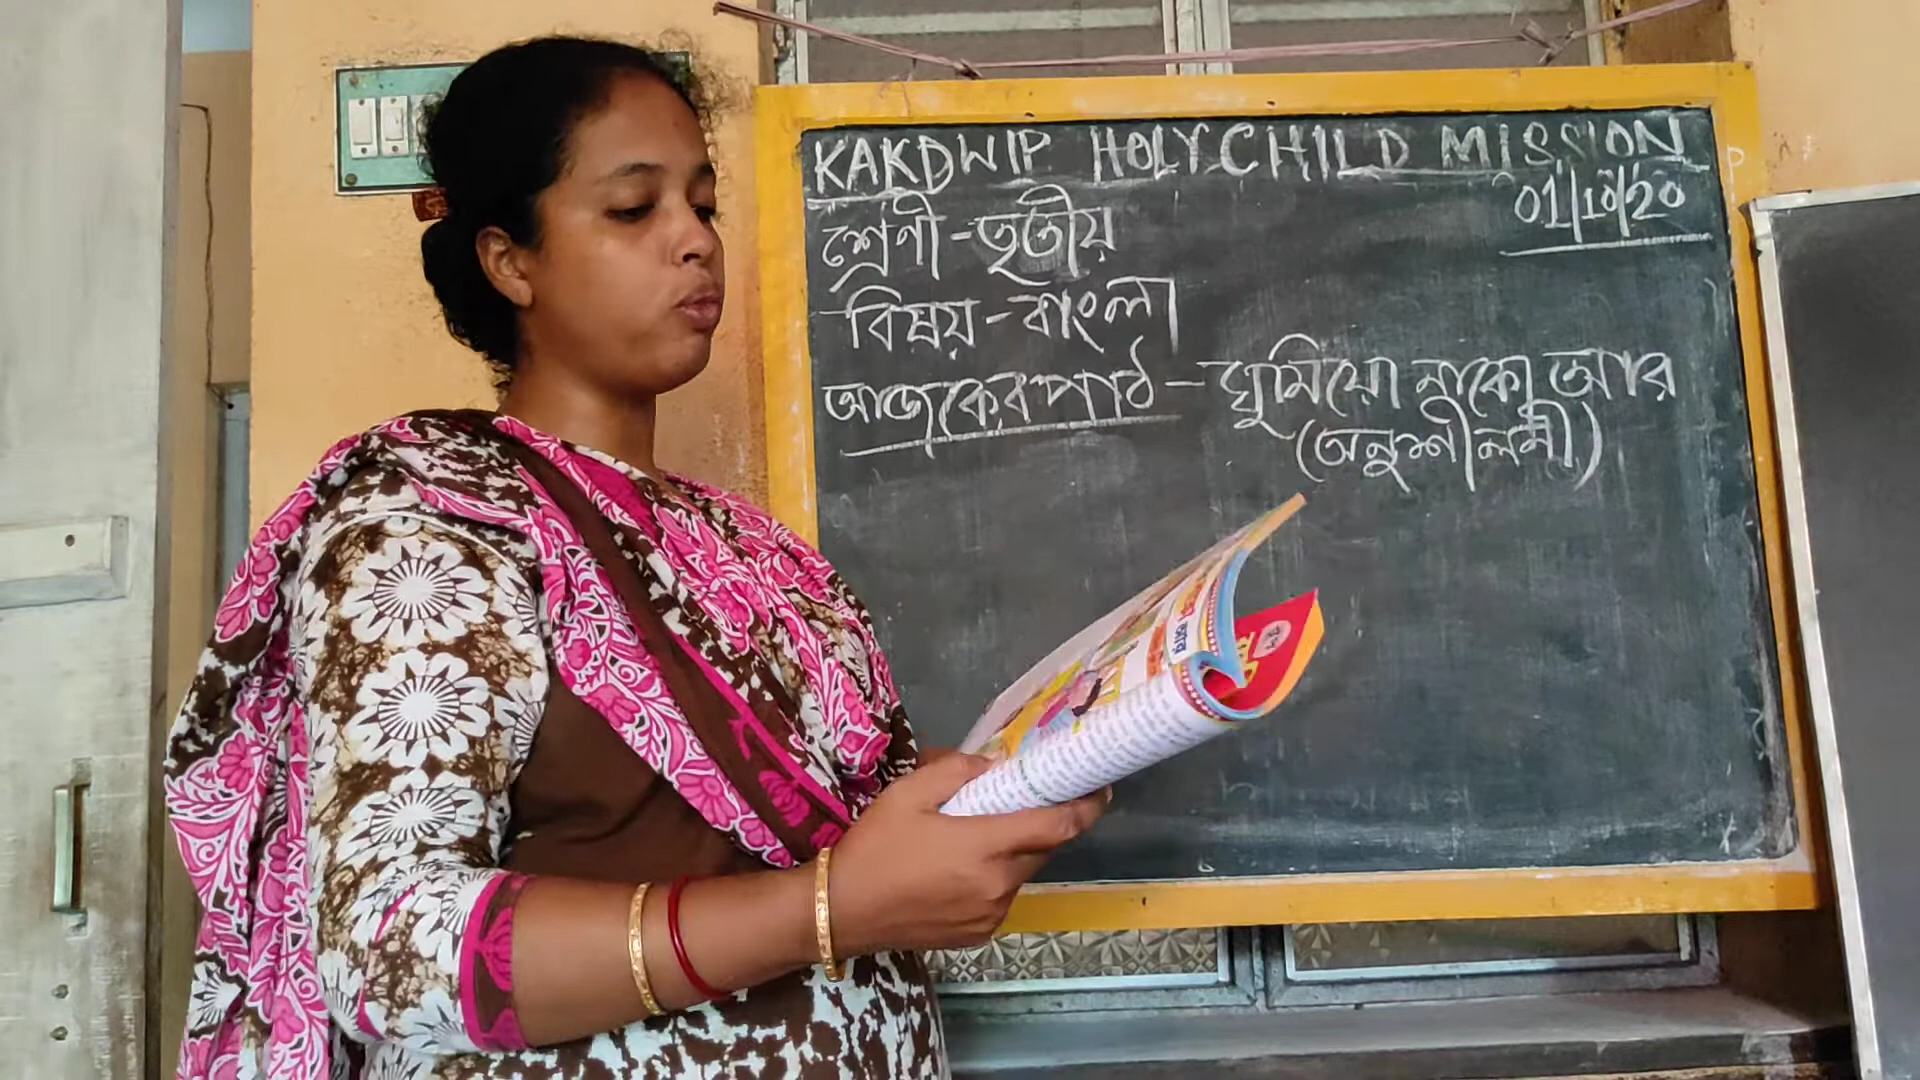 KAKDWIP HOLY CHILD MISSION
01/10/20
শ্রেণী - তৃতীয়
বিষয় - বাংলা
আজকের পাঠ - ঘুমিয়ো নাকো আর
(অনুশীলনী)